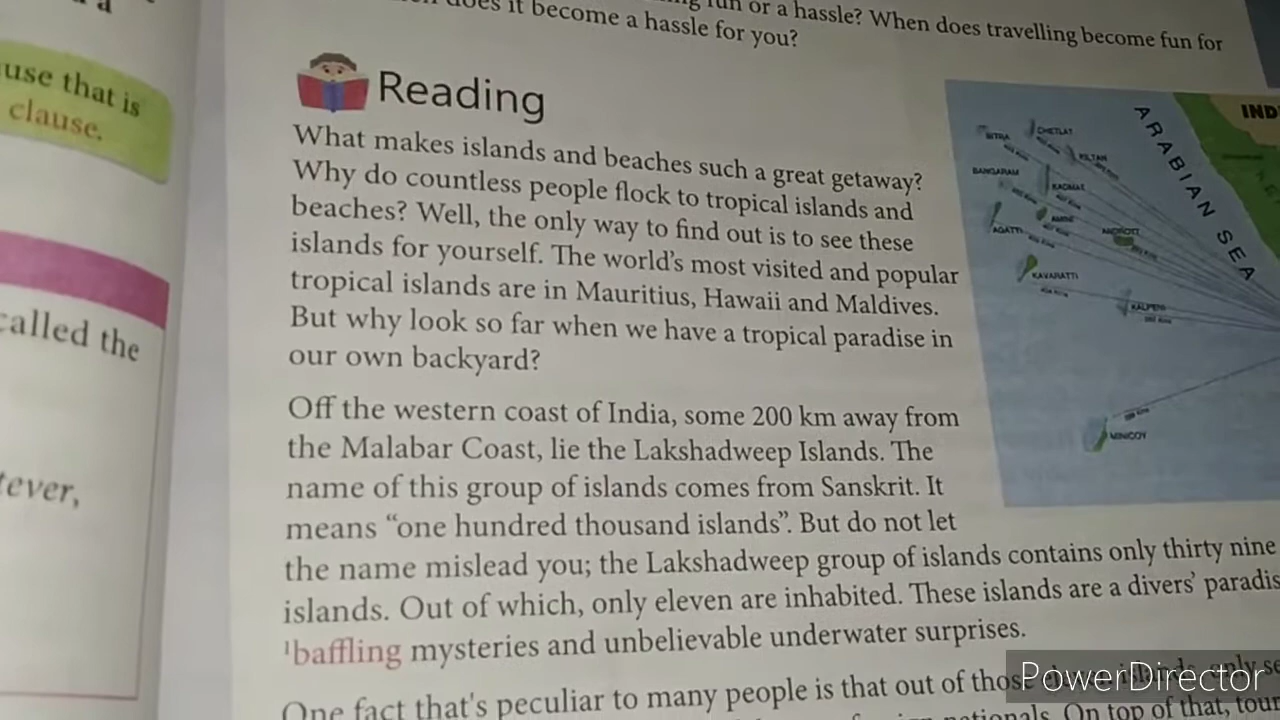 fun or a hassle? When does travelling become fun for
does it become a hassle for you?
use that is
clause.
called the
Reading
What makes islands and beaches such a great getaway?
Why do countless people flock to tropical islands and
beaches? Well, the only way to find out is to see these
islands for yourself. The world's most visited and popular
tropical islands are in Mauritius, Hawaii and Maldives.
But why look so far when we have a tropical paradise in
our own backyard?
Off the western coast of India, some 200 km away from
the Malabar Coast, lie the Lakshadweep Islands. The
name of this group of islands comes from Sanskrit. It
means “one hundred thousand islands”. But do not let
the name mislead you; the Lakshadweep group of islands contains only thirty nine
islands. Out of which, only eleven are inhabited. These islands are a divers'
¹baffling mysteries and unbelievable underwater surprises.
One fact that's peculiar to many people is that out of those
On top of that,
ARABIAN SEA
CHETLAT
BANGARAM
KADMAT
AGATTI
KAVARATTI
MINICOY
PowerDirector